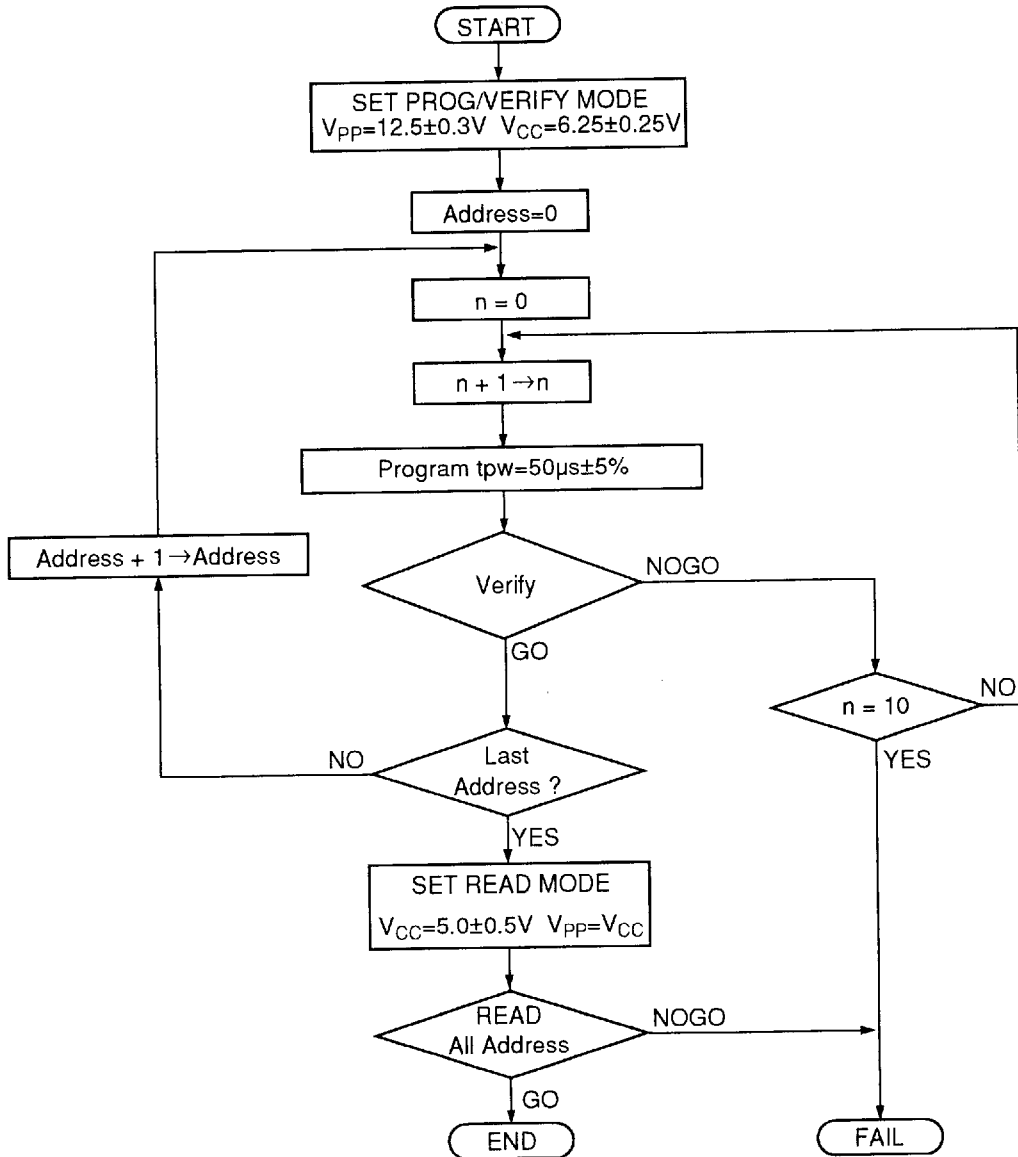 START
SET PROG/VERIFY MODE
VPP=12.5±0.3V VCC=6.25±0.25V
Address=0
n = 0
n + 1→n
Program tpw=50μs±5%
Address + 1→Address
Verify
NOGO
GO
n = 10
NO
YES
Last
Address ?
NO
YES
SET READ MODE
VCC=5.0±0.5V VPP=VCC
READ
All Address
NOGO
GO
END
FAIL